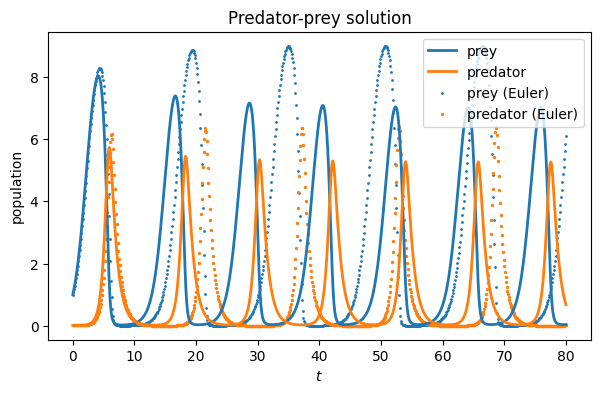 Predator-prey solution
population
8
6
4
2
0
0 10 20 30 40 50 60 70 80
t
prey
predator
prey (Euler)
predator (Euler)